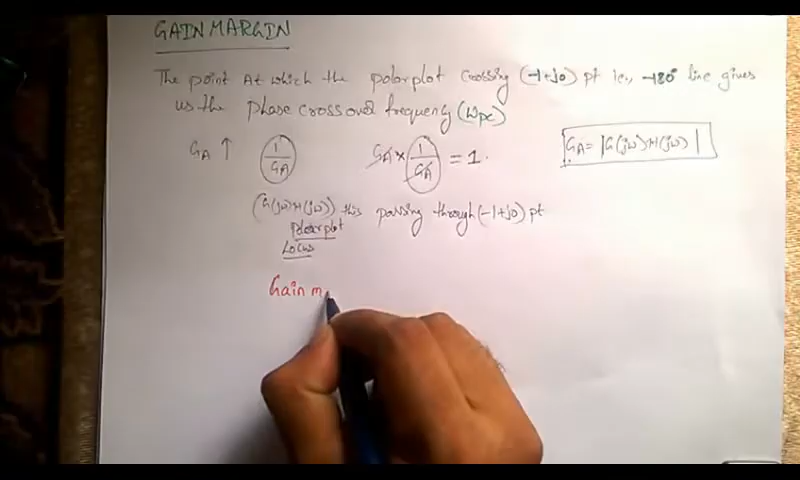 GAIN MARGIN
The point At which the polarplot crossing (-1+j0) pt ie., -180° line gives
us the phase cross over frequency (ωpc)
GA ↑ 1/GA GA × 1/GA = 1. GA = |G(jω)H(jω)|
(G(jω)H(jω)) this passing through (-1+j0) pt
polarplot
Locus
Gain m